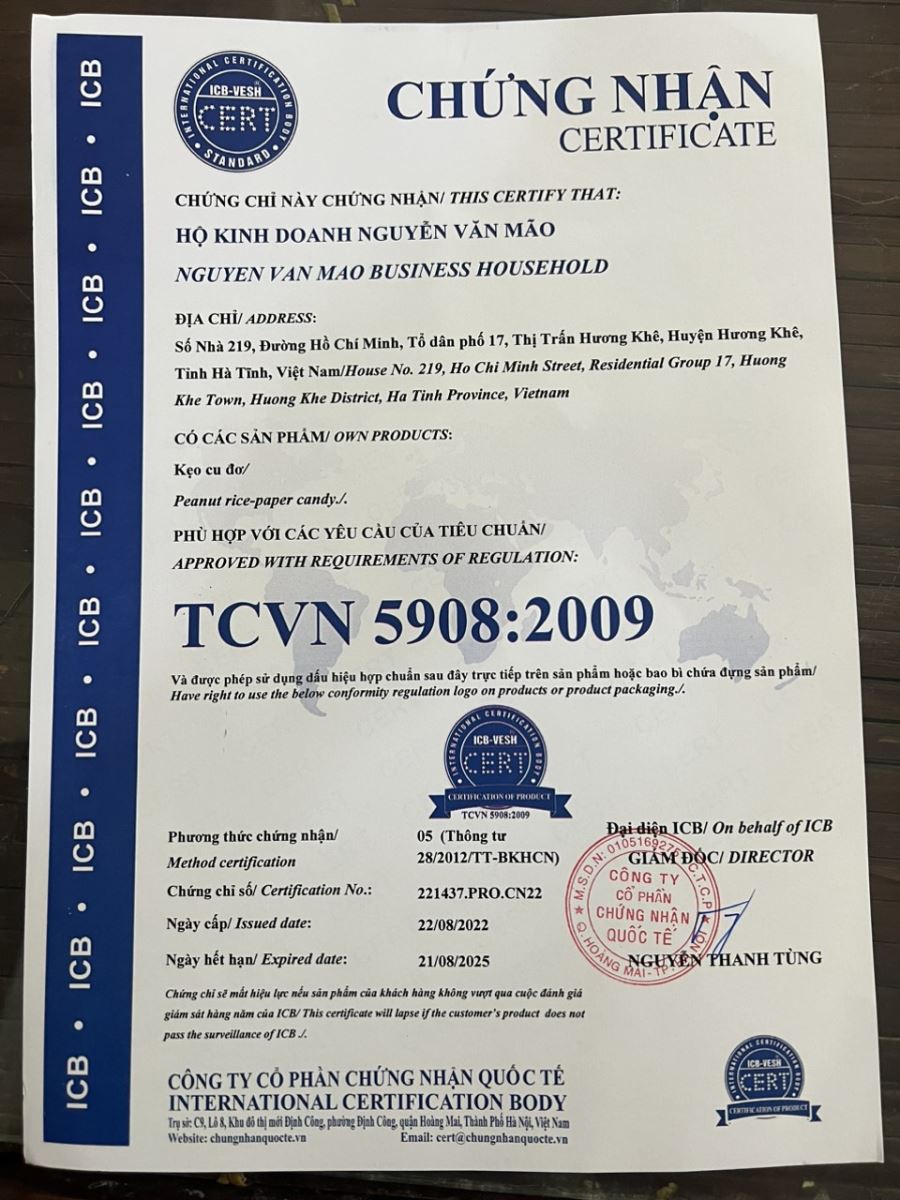 ICB • ICB • ICB • ICB • ICB • ICB • ICB • ICB • ICB • ICB
INTERNATIONAL CERTIFICATION BODY
ICB-VESH
CERT
STANDARD
CHỨNG NHẬN
CERTIFICATE
CHỨNG CHỈ NÀY CHỨNG NHẬN/ THIS CERTIFY THAT:
HỘ KINH DOANH NGUYỄN VĂN MÃO
NGUYEN VAN MAO BUSINESS HOUSEHOLD
ĐỊA CHỈ/ ADDRESS:
Số Nhà 219, Đường Hồ Chí Minh, Tổ dân phố 17, Thị Trấn Hương Khê, Huyện Hương Khê,
Tỉnh Hà Tĩnh, Việt Nam/House No. 219, Ho Chi Minh Street, Residential Group 17, Huong
Khe Town, Huong Khe District, Ha Tinh Province, Vietnam
CÓ CÁC SẢN PHẨM/ OWN PRODUCTS:
Kẹo cu đơ/
Peanut rice-paper candy./.
PHÙ HỢP VỚI CÁC YÊU CẦU CỦA TIÊU CHUẨN/
APPROVED WITH REQUIREMENTS OF REGULATION:
TCVN 5908:2009
Và được phép sử dụng dấu hiệu hợp chuẩn sau đây trực tiếp trên sản phẩm hoặc bao bì chứa đựng sản phẩm/
Have right to use the below conformity regulation logo on products or product packaging./.
INTERNATIONAL CERTIFICATION BODY
ICB-VESH
CERT
CERTIFICATION OF PRODUCT
TCVN 5908:2009
Phương thức chứng nhận/
Method certification
05 (Thông tư
28/2012/TT-BKHCN)
Chứng chỉ số/ Certification No.:
221437.PRO.CN22
Ngày cấp/ Issued date:
22/08/2022
Ngày hết hạn/ Expired date:
21/08/2025
Đại diện ICB/ On behalf of ICB
GIÁM ĐỐC/ DIRECTOR
M.S.D.N: 0105169275 C.T.C.P
CÔNG TY
CỔ PHẦN
CHỨNG NHẬN
QUỐC TẾ
Q. HOÀNG MAI - TP. HÀ NỘI
NGUYỄN THANH TÙNG
Chứng chỉ sẽ mất hiệu lực nếu sản phẩm của khách hàng không vượt qua cuộc đánh giá
giám sát hàng năm của ICB/ This certificate will lapse if the customer's product does not
pass the surveillance of ICB ./.
CÔNG TY CỔ PHẦN CHỨNG NHẬN QUỐC TẾ
INTERNATIONAL CERTIFICATION BODY
Trụ sở: C9, Lô 8, Khu đô thị mới Định Công, phường Định Công, quận Hoàng Mai, Thành Phố Hà Nội, Việt Nam
Website: chungnhanquocte.vn Email: cert@chungnhanquocte.vn
INTERNATIONAL CERTIFICATION BODY
ICB-VESH
CERT
CERTIFICATION OF PRODUCT